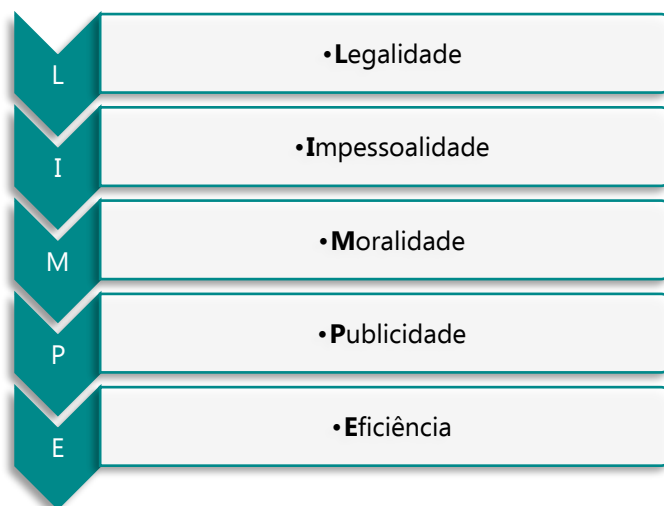 L
•Legalidade
I
•Impessoalidade
M
•Moralidade
P
•Publicidade
E
•Eficiência